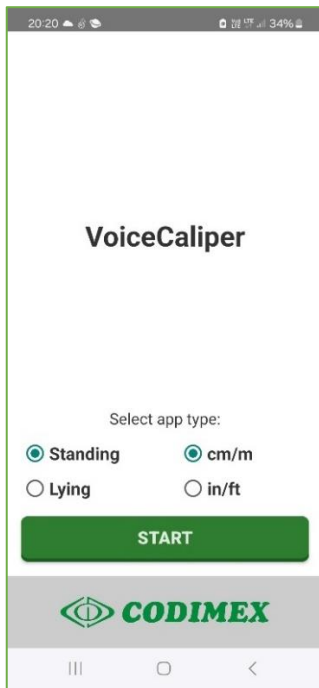 20:20 34%
VoiceCaliper
Select app type:
Standing cm/m
Lying in/ft
START
CODIMEX